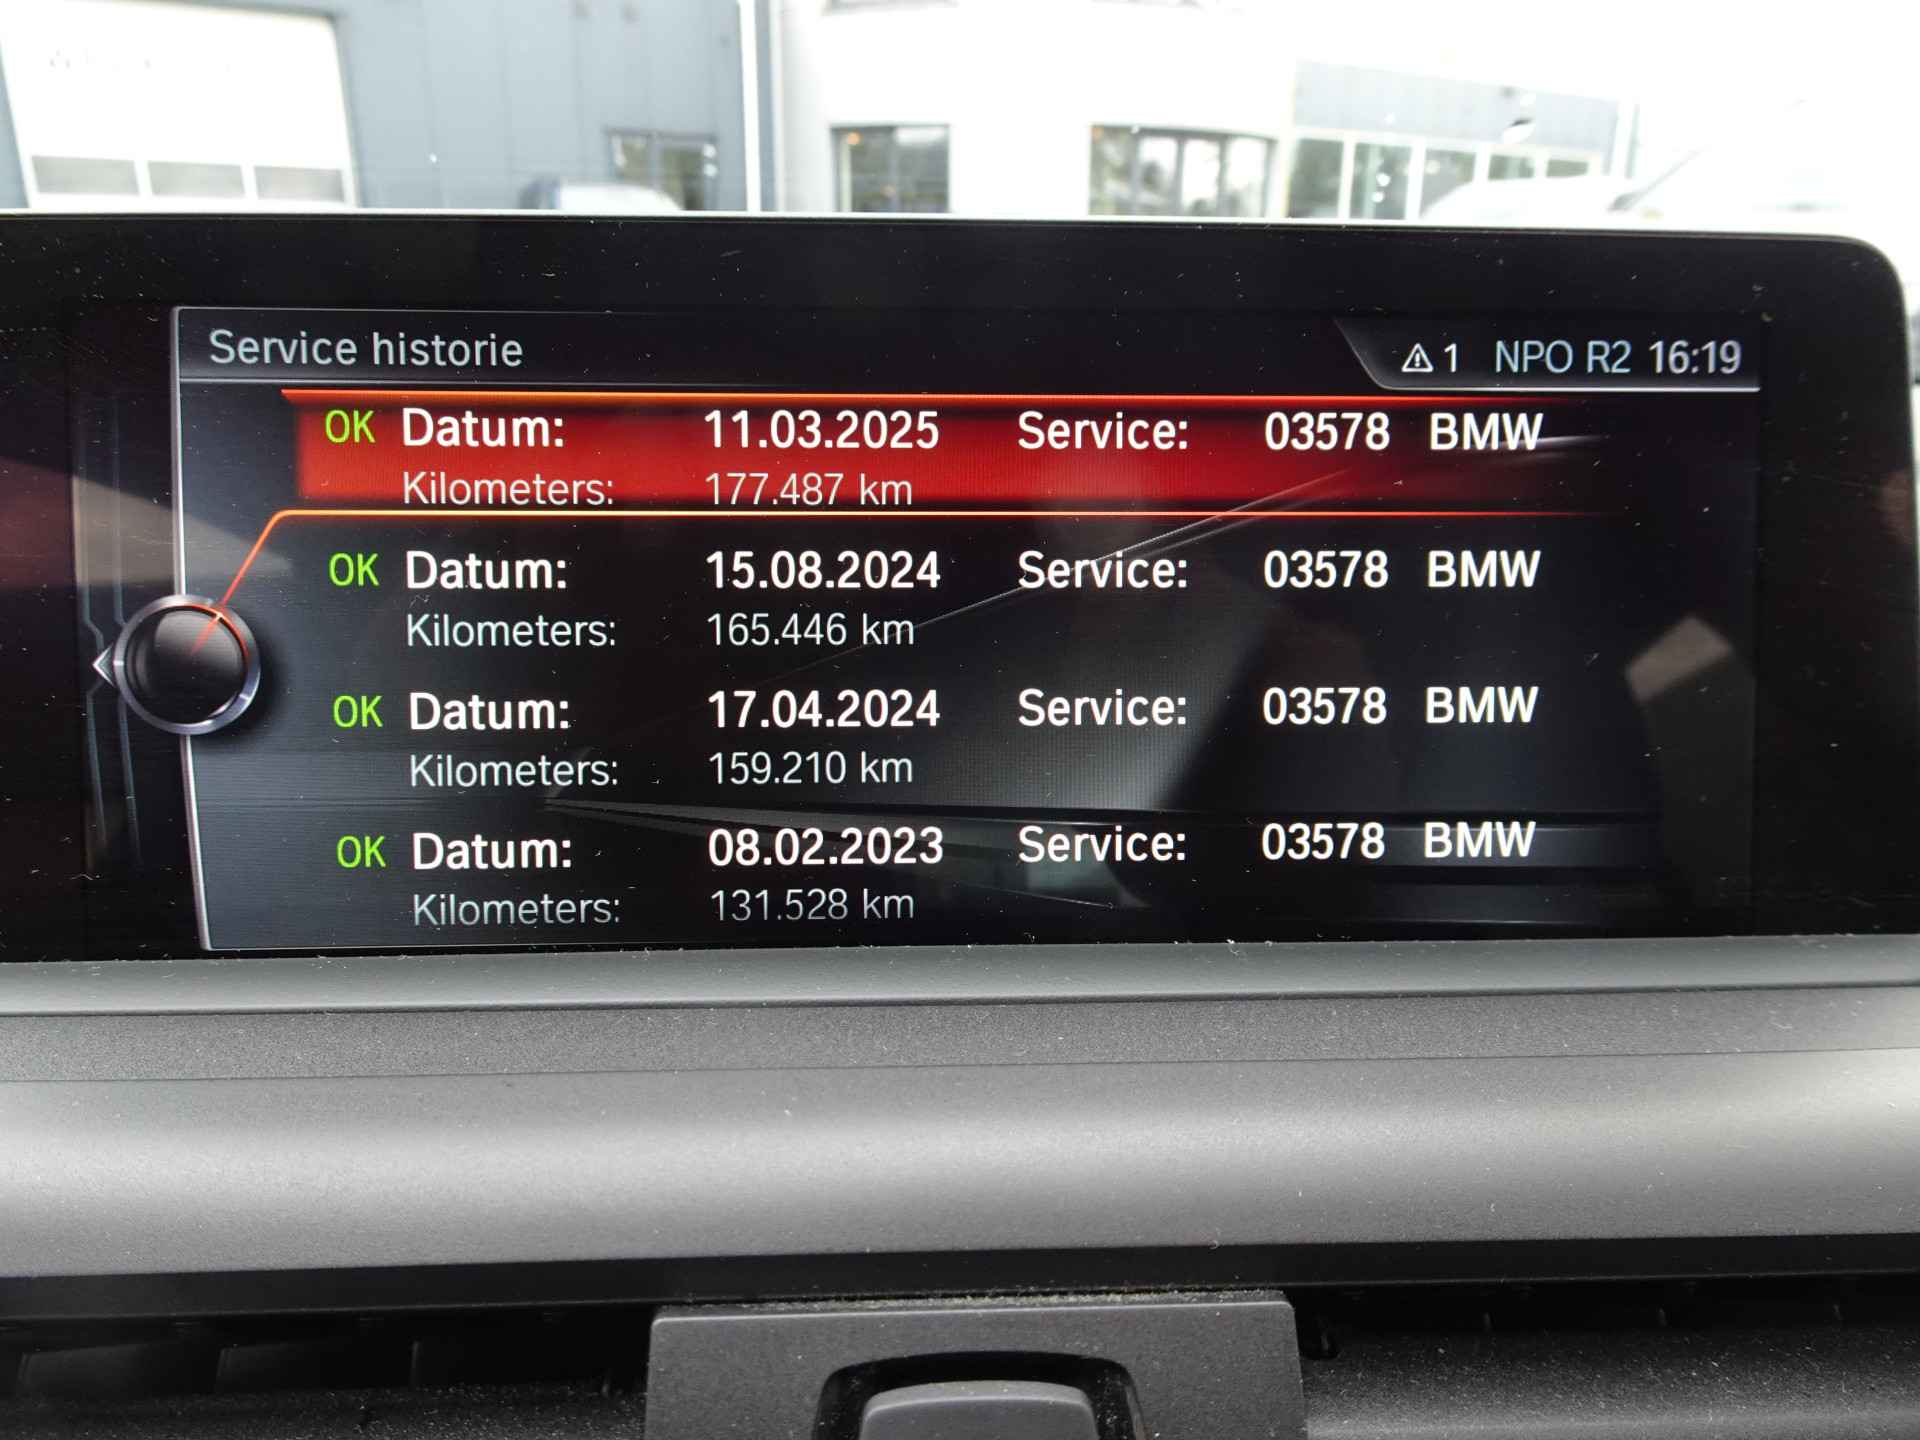 Service historie
1 NPO R2 16:19
OK Datum: 11.03.2025 Service: 03578 BMW
Kilometers: 177.487 km
OK Datum: 15.08.2024 Service: 03578 BMW
Kilometers: 165.446 km
OK Datum: 17.04.2024 Service: 03578 BMW
Kilometers: 159.210 km
OK Datum: 08.02.2023 Service: 03578 BMW
Kilometers: 131.528 km